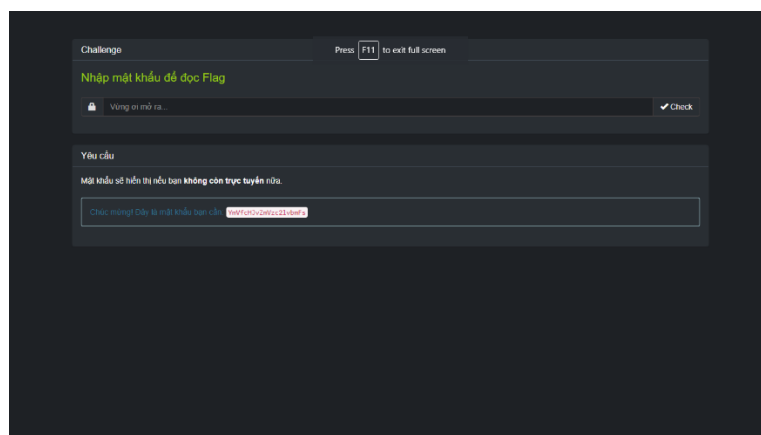 Challenge
Press F11 to exit full screen
Nhập mật khẩu để đọc Flag
Vừng ơi mở ra...
Check
Yêu cầu
Mật khẩu sẽ hiển thị nếu bạn không còn trực tuyến nữa.
Chúc mừng! Đây là mật khẩu bạn cần: YmVfcHJvZmVzc2lvbmFs